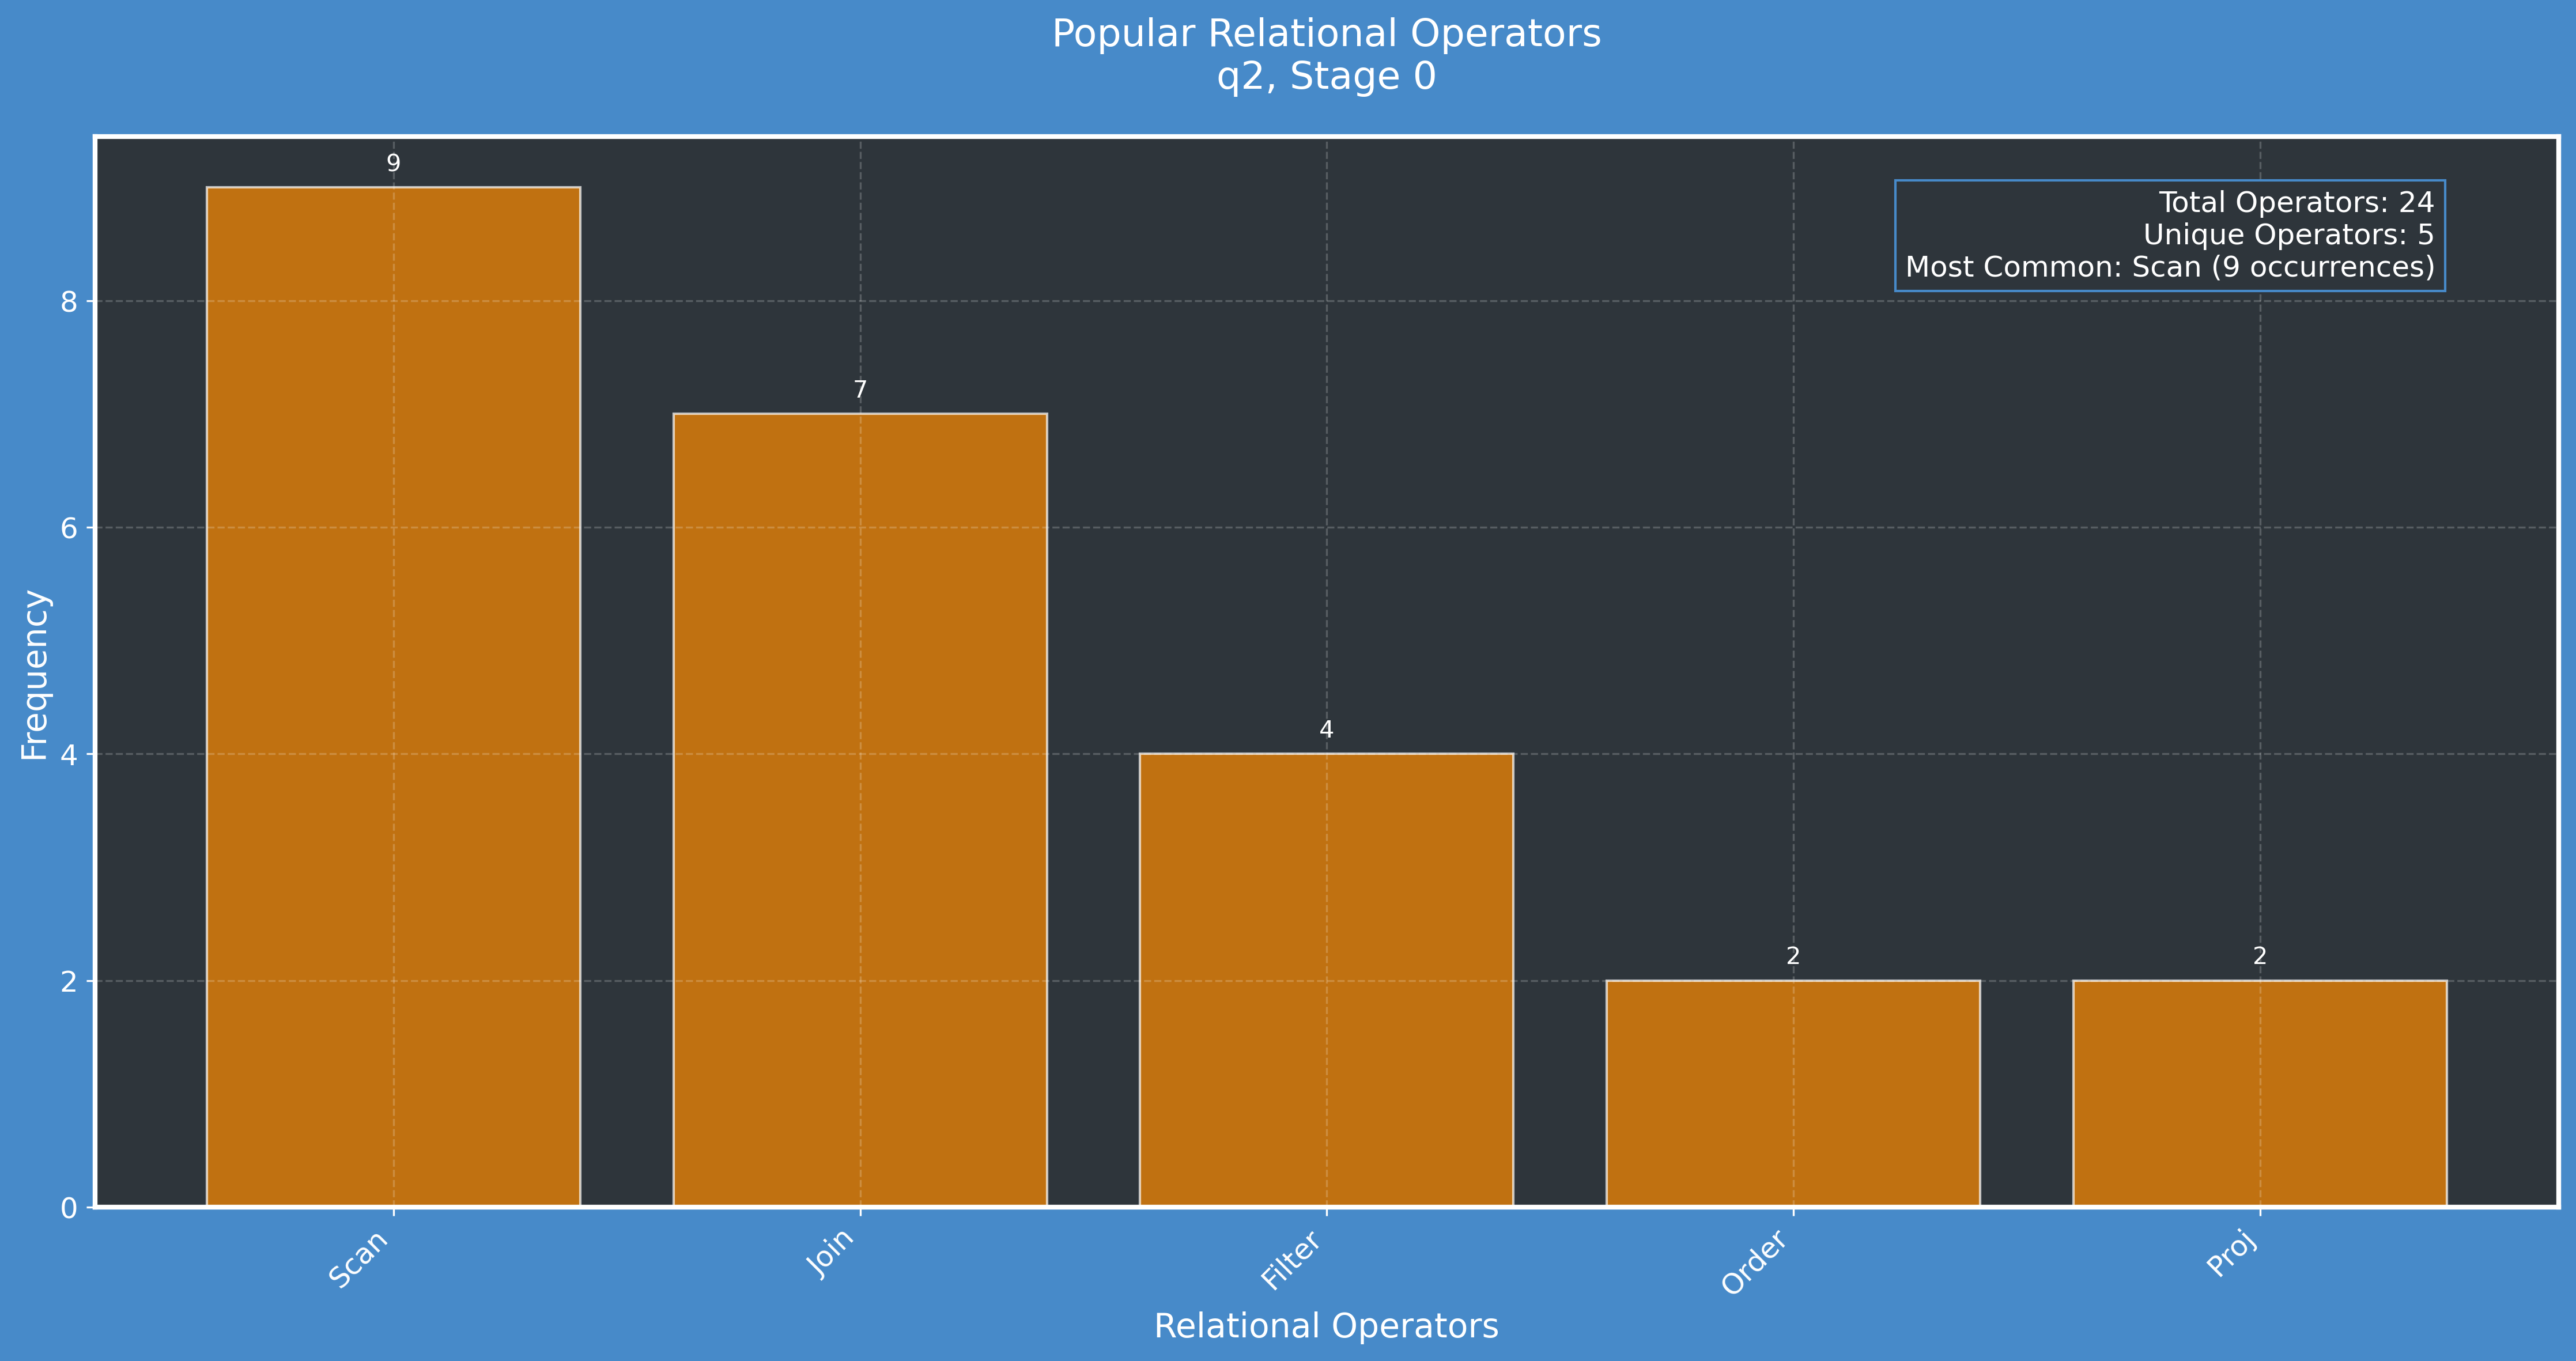 Popular Relational Operators
q2, Stage 0
9
7
4
2
2
Total Operators: 24
Unique Operators: 5
Most Common: Scan (9 occurrences)
8
6
4
2
0
Frequency
Scan
Join
Filter
Order
Proj
Relational Operators